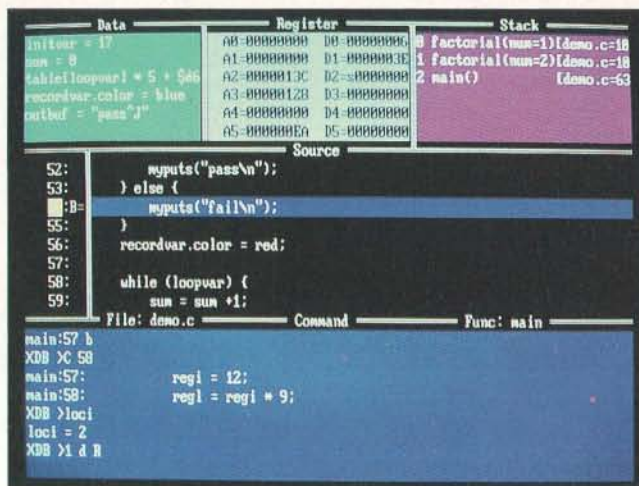 Data
initvar = 17
sum = 0
table[loopvar] * 5 + $d6
recordvar.color = blue
outbuf = "pass^J"
Register
A0=00000000 D0=00000006
A1=00000000 D1=0000003E
A2=0000013C D2=s0000000
A3=00000128 D3=00000000
A4=00000000 D4=00000000
A5=000000EA D5=00000000
Stack
0 factorial(num=1)[demo.c=18
1 factorial(num=2)[demo.c=18
2 main() [demo.c=63
Source
52: myputs("pass\n");
53: } else {
:B= myputs("fail\n");
55: }
56: recordvar.color = red;
57:
58: while (loopvar) {
59: sum = sum +1;
File: demo.c Command Func: main
main:57 b
XDB >C 58
main:57: regi = 12;
main:58: regl = regi * 9;
XDB >loci
loci = 2
XDB >l d R